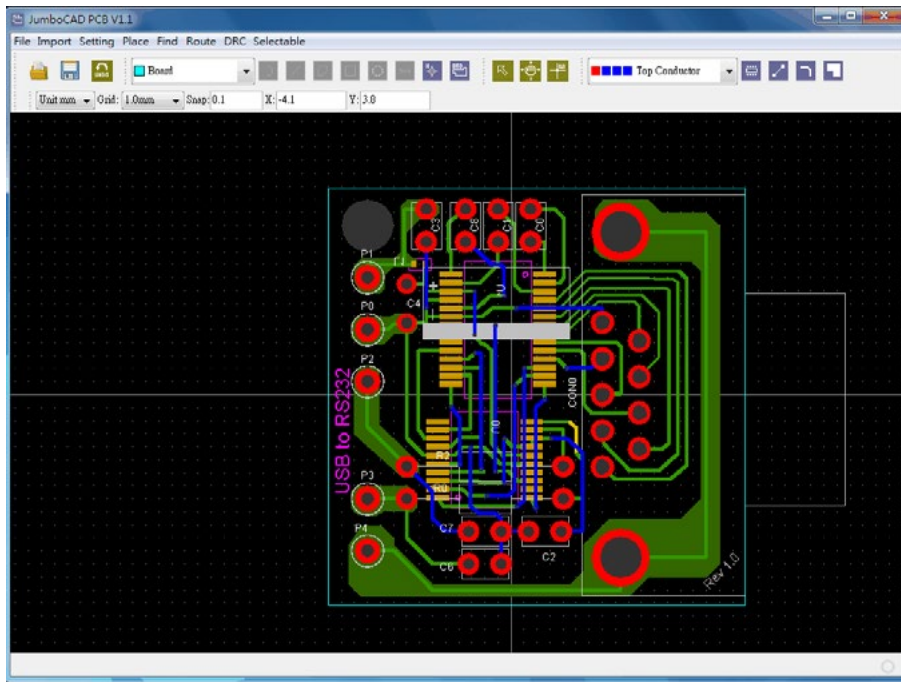 JumboCAD PCB V1.1
File Import Setting Place Find Route DRC Selectable
Board
Top Conductor
Unit mm Grid: 1.0mm Snap: 0.1 X: -4.1 Y: 3.0
C3 C8 C1 C0
P1
C4
P0
P2
CON0
USB to RS232
R2
P3
R0
P4
C7
C2
C6
Rev 1.0